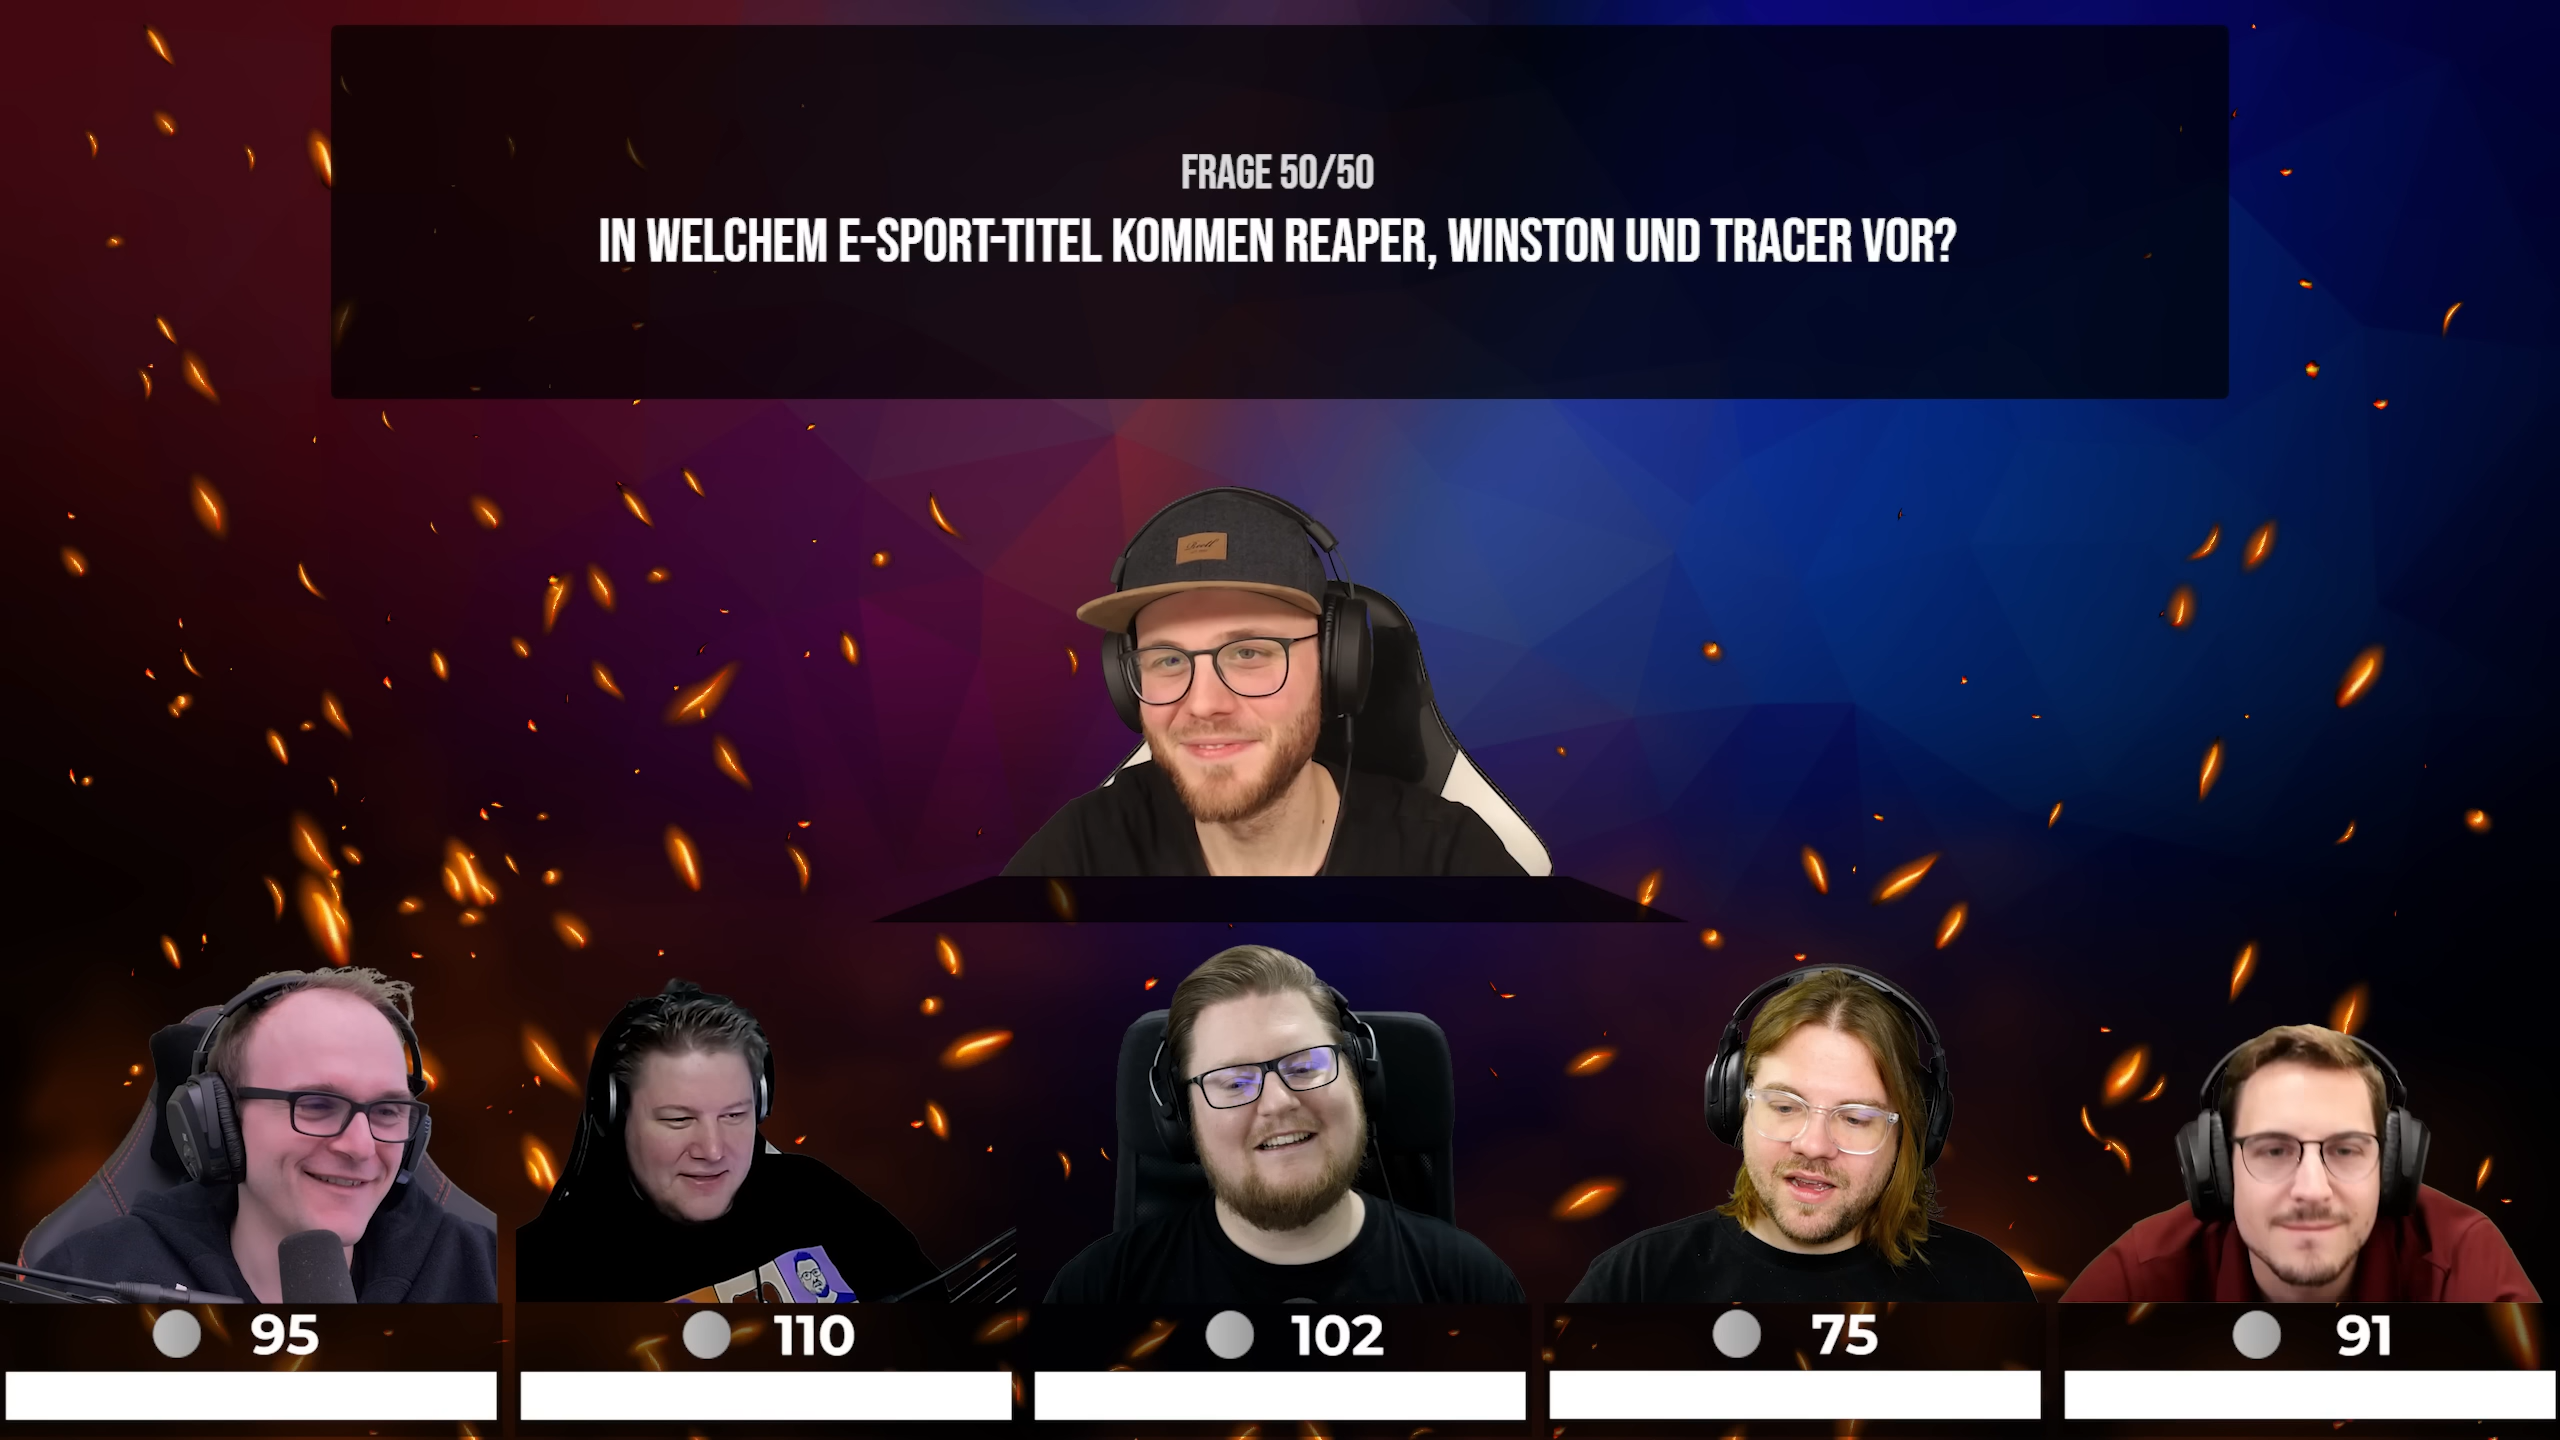 FRAGE 50/50
IN WELCHEM E-SPORT-TITEL KOMMEN REAPER, WINSTON UND TRACER VOR?
95
110
102
75
91